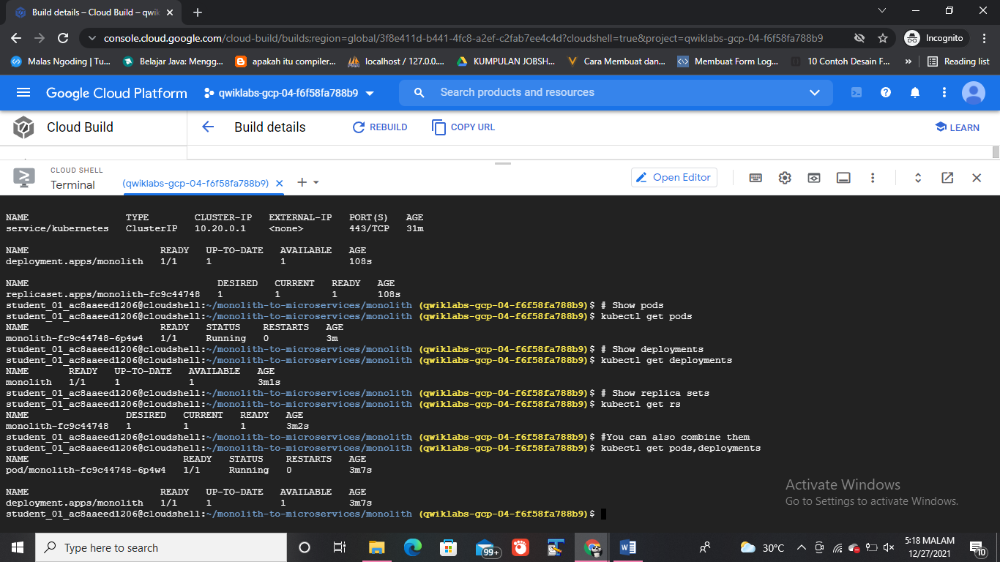 Build details – Cloud Build – qwik
console.cloud.google.com/cloud-build/builds;region=global/3f8e411d-b441-4fc8-a2ef-c2fab7ee4c4d?cloudshell=true&project=qwiklabs-gcp-04-f6f58fa788b9
Incognito
Malas Ngoding | Tu...
Belajar Java: Mengg...
apakah itu compiler...
localhost / 127.0.0....
KUMPULAN JOBSH...
Cara Membuat dan...
Membuat Form Log...
10 Contoh Desain F...
»
Reading list
Google Cloud Platform
qwiklabs-gcp-04-f6f58fa788b9
Search products and resources
Cloud Build
Build details
REBUILD
COPY URL
LEARN
CLOUD SHELL
Terminal
(qwiklabs-gcp-04-f6f58fa788b9)
Open Editor
NAME TYPE CLUSTER-IP EXTERNAL-IP PORT(S) AGE
service/kubernetes ClusterIP 10.20.0.1 <none> 443/TCP 31m
NAME READY UP-TO-DATE AVAILABLE AGE
deployment.apps/monolith 1/1 1 1 108s
NAME DESIRED CURRENT READY AGE
replicaset.apps/monolith-fc9c44748 1 1 1 108s
student_01_ac8aaeed1206@cloudshell:~/monolith-to-microservices/monolith (qwiklabs-gcp-04-f6f58fa788b9)$ # Show pods
student_01_ac8aaeed1206@cloudshell:~/monolith-to-microservices/monolith (qwiklabs-gcp-04-f6f58fa788b9)$ kubectl get pods
NAME READY STATUS RESTARTS AGE
monolith-fc9c44748-6p4w4 1/1 Running 0 3m
student_01_ac8aaeed1206@cloudshell:~/monolith-to-microservices/monolith (qwiklabs-gcp-04-f6f58fa788b9)$ # Show deployments
student_01_ac8aaeed1206@cloudshell:~/monolith-to-microservices/monolith (qwiklabs-gcp-04-f6f58fa788b9)$ kubectl get deployments
NAME READY UP-TO-DATE AVAILABLE AGE
monolith 1/1 1 1 3m1s
student_01_ac8aaeed1206@cloudshell:~/monolith-to-microservices/monolith (qwiklabs-gcp-04-f6f58fa788b9)$ # Show replica sets
student_01_ac8aaeed1206@cloudshell:~/monolith-to-microservices/monolith (qwiklabs-gcp-04-f6f58fa788b9)$ kubectl get rs
NAME DESIRED CURRENT READY AGE
monolith-fc9c44748 1 1 1 3m2s
student_01_ac8aaeed1206@cloudshell:~/monolith-to-microservices/monolith (qwiklabs-gcp-04-f6f58fa788b9)$ #You can also combine them
student_01_ac8aaeed1206@cloudshell:~/monolith-to-microservices/monolith (qwiklabs-gcp-04-f6f58fa788b9)$ kubectl get pods,deployments
NAME READY STATUS RESTARTS AGE
pod/monolith-fc9c44748-6p4w4 1/1 Running 0 3m7s
NAME READY UP-TO-DATE AVAILABLE AGE
deployment.apps/monolith 1/1 1 1 3m7s
student_01_ac8aaeed1206@cloudshell:~/monolith-to-microservices/monolith (qwiklabs-gcp-04-f6f58fa788b9)$
Activate Windows
Go to Settings to activate Windows.
Type here to search
99+
30°C
5:18 MALAM
12/27/2021
10